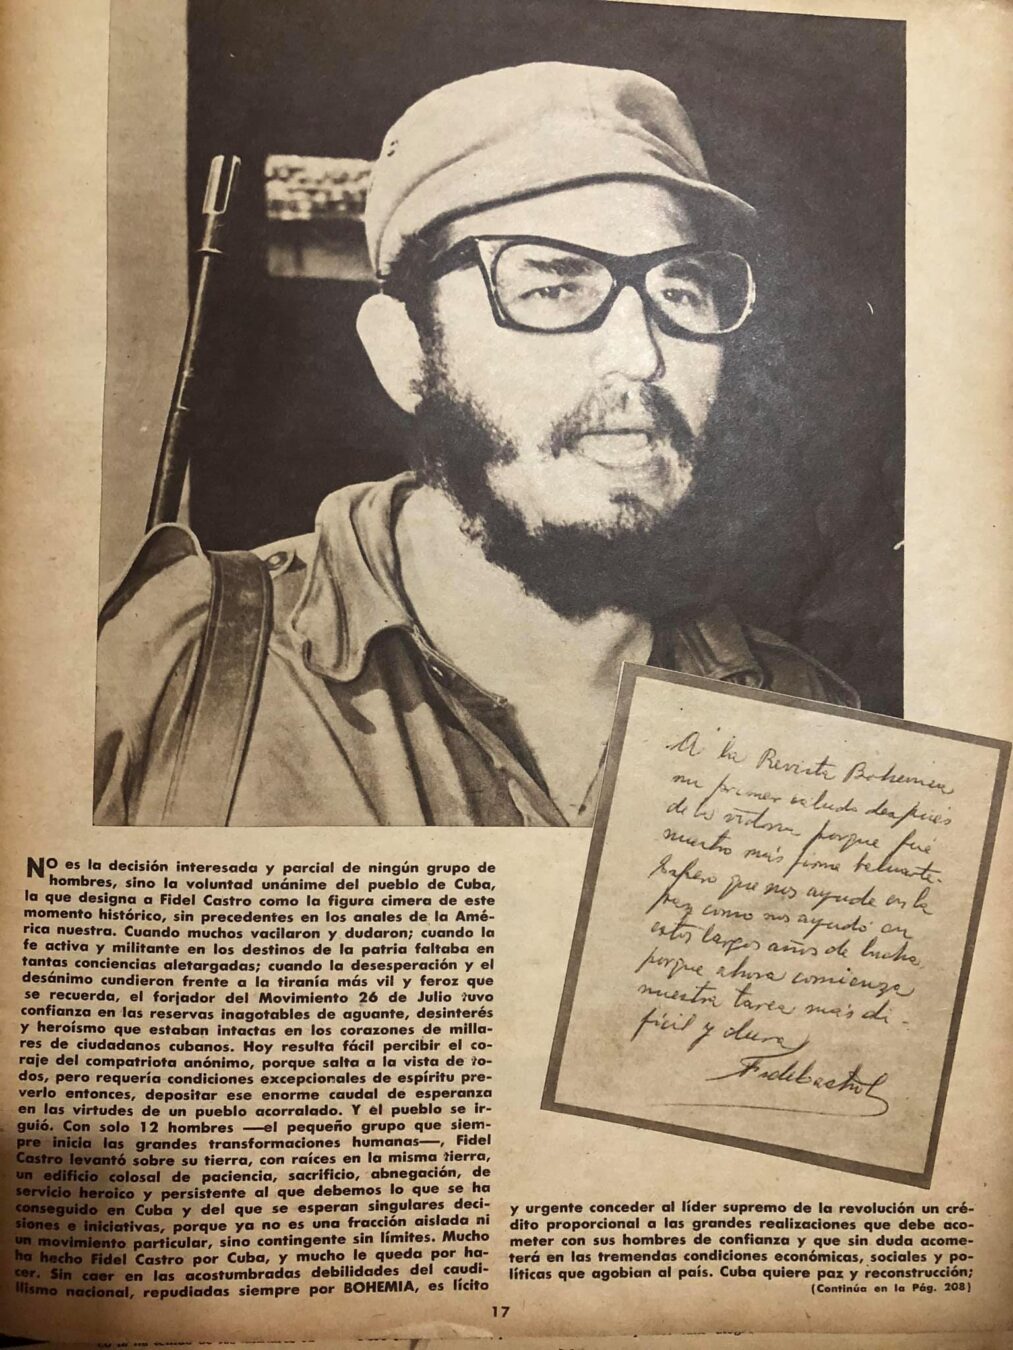 A la Revista Bohemia
mi primer saludo después
de la victoria porque fué
nuestro más firme baluarte.
Espero que nos ayude en la
paz como nos ayudó en
estos largos años de lucha,
porque ahora comienza
nuestra tarea más di-
fícil y dura
Fidel Castro
No es la decisión interesada y parcial de ningún grupo de
hombres, sino la voluntad unánime del pueblo de Cuba,
la que designa a Fidel Castro como la figura cimera de este
momento histórico, sin precedentes en los anales de la Amé-
rica nuestra. Cuando muchos vacilaron y dudaron; cuando la
fe activa y militante en los destinos de la patria faltaba en
tantas conciencias aletargadas; cuando la desesperación y el
desánimo cundieron frente a la tiranía más vil y feroz que
se recuerda, el forjador del Movimiento 26 de Julio tuvo
confianza en las reservas inagotables de aguante, desinterés
y heroísmo que estaban intactas en los corazones de milla-
res de ciudadanos cubanos. Hoy resulta fácil percibir el co-
raje del compatriota anónimo, porque salta a la vista de to-
dos, pero requería condiciones excepcionales de espíritu pre-
verlo entonces, depositar ese enorme caudal de esperanza
en las virtudes de un pueblo acorralado. Y el pueblo se ir-
guió. Con solo 12 hombres —el pequeño grupo que siem-
pre inicia las grandes transformaciones humanas—, Fidel
Castro levantó sobre su tierra, con raíces en la misma tierra,
un edificio colosal de paciencia, sacrificio, abnegación, de
servicio heroico y persistente al que debemos lo que se ha
conseguido en Cuba y del que se esperan singulares deci-
siones e iniciativas, porque ya no es una fracción aislada ni
un movimiento particular, sino contingente sin límites. Mucho
ha hecho Fidel Castro por Cuba, y mucho le queda por ha-
cer. Sin caer en las acostumbradas debilidades del caudi-
llismo nacional, repudiadas siempre por BOHEMIA, es lícito
y urgente conceder al líder supremo de la revolución un cré-
dito proporcional a las grandes realizaciones que debe aco-
meter con sus hombres de confianza y que sin duda acome-
terá en las tremendas condiciones económicas, sociales y po-
líticas que agobian al país. Cuba quiere paz y reconstrucción;
(Continúa en la Pág. 208)
17